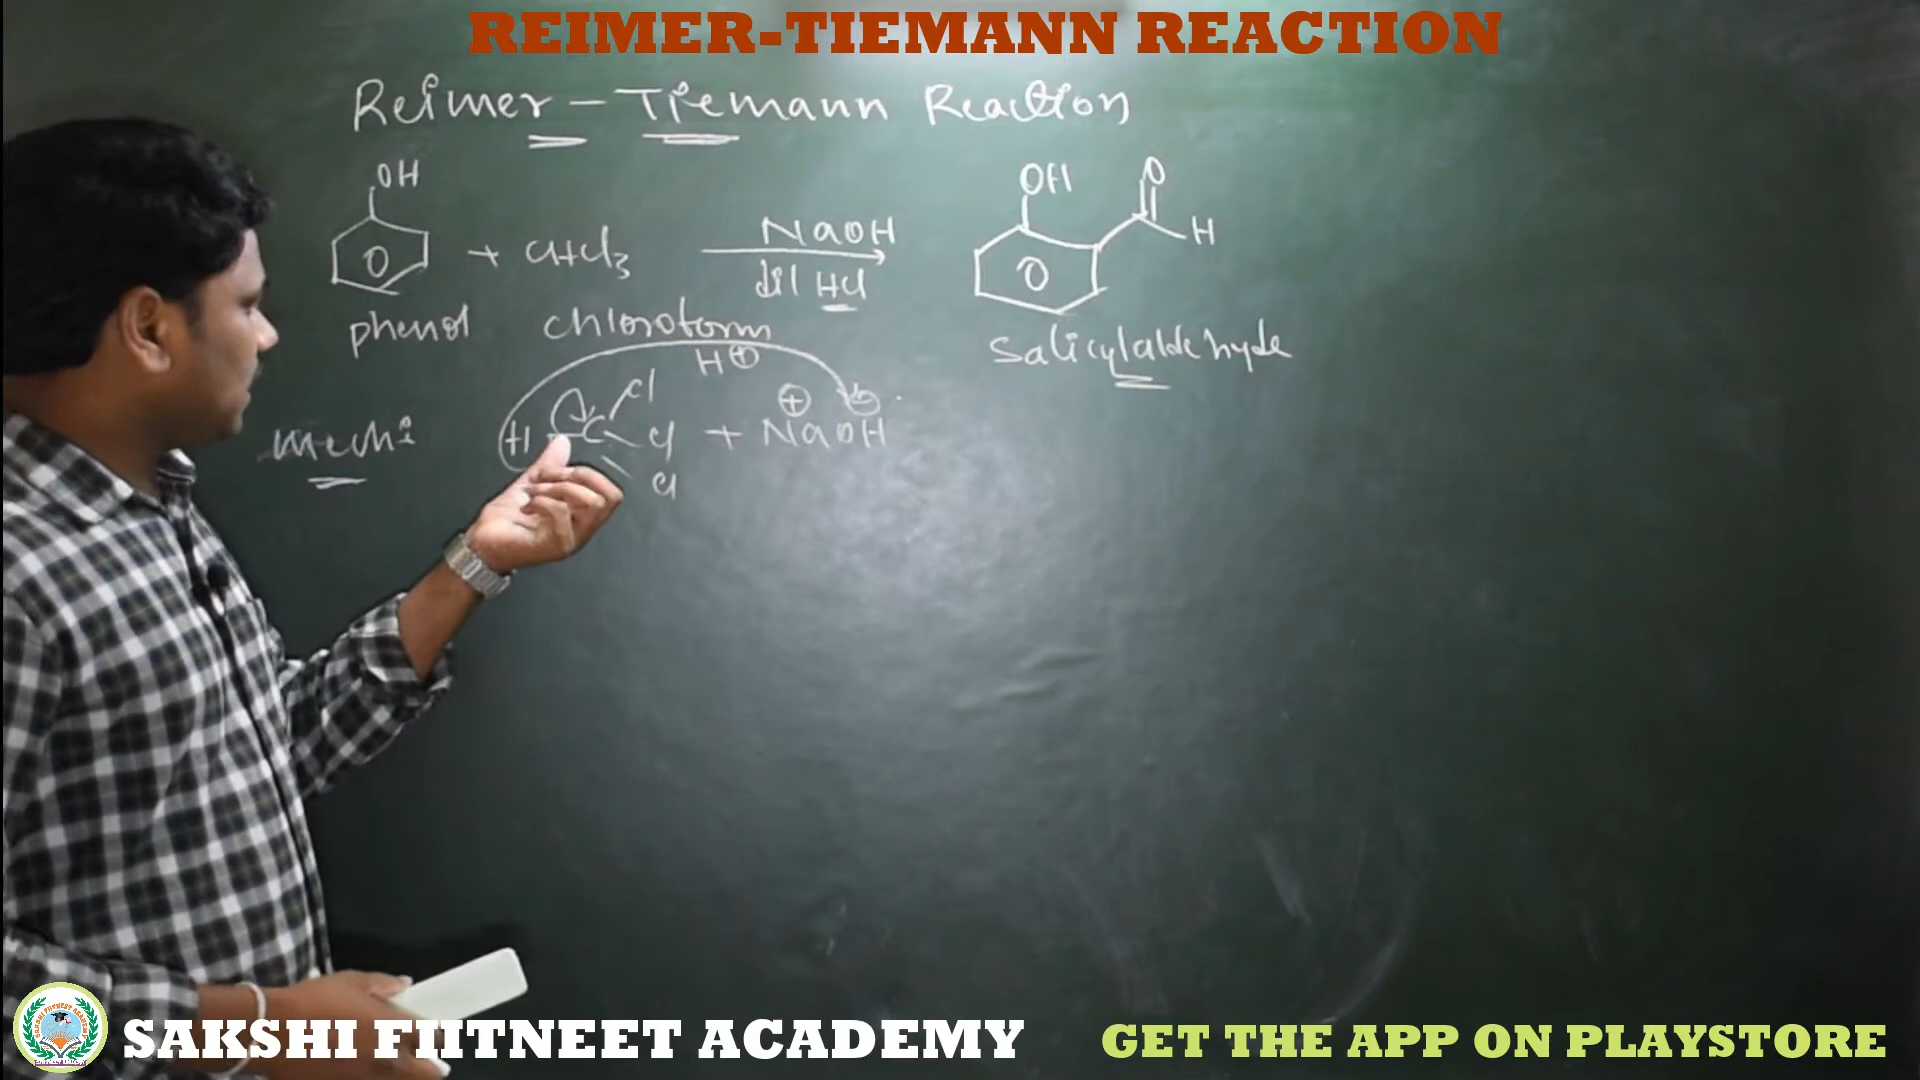 REIMER-TIEMANN REACTION
Reimer - Tiemann Reaction
OH OH O
+ CHCl3 NaOH H
dil HCl
phenol chloroform salicylaldehyde
H⊕
Cl ⊕ ⊖
Mech: H C Cl + NaOH
Cl
SAKSHI FIITNEET ACADEMY GET THE APP ON PLAYSTORE